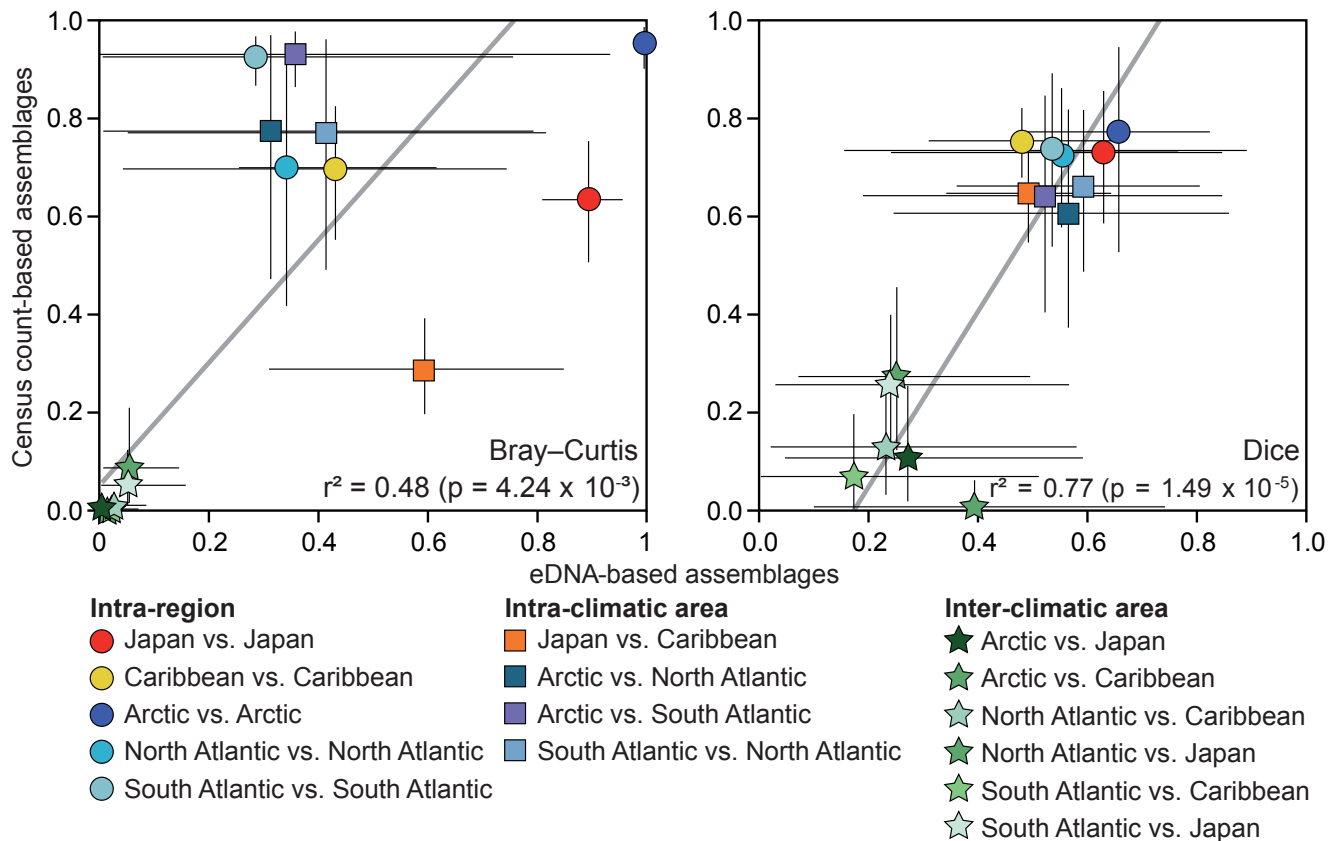 Census count-based assemblages
1.0
0.8
0.6
0.4
0.2
0.0
0
0.2
0.4
0.6
0.8
1
Bray–Curtis
r² = 0.48 (p = 4.24 x 10⁻³)
1.0
0.8
0.6
0.4
0.2
0.0
0.0
0.2
0.4
0.6
0.8
1.0
Dice
r² = 0.77 (p = 1.49 x 10⁻⁵)
eDNA-based assemblages
Intra-region
Japan vs. Japan
Caribbean vs. Caribbean
Arctic vs. Arctic
North Atlantic vs. North Atlantic
South Atlantic vs. South Atlantic
Intra-climatic area
Japan vs. Caribbean
Arctic vs. North Atlantic
Arctic vs. South Atlantic
South Atlantic vs. North Atlantic
Inter-climatic area
Arctic vs. Japan
Arctic vs. Caribbean
North Atlantic vs. Caribbean
North Atlantic vs. Japan
South Atlantic vs. Caribbean
South Atlantic vs. Japan